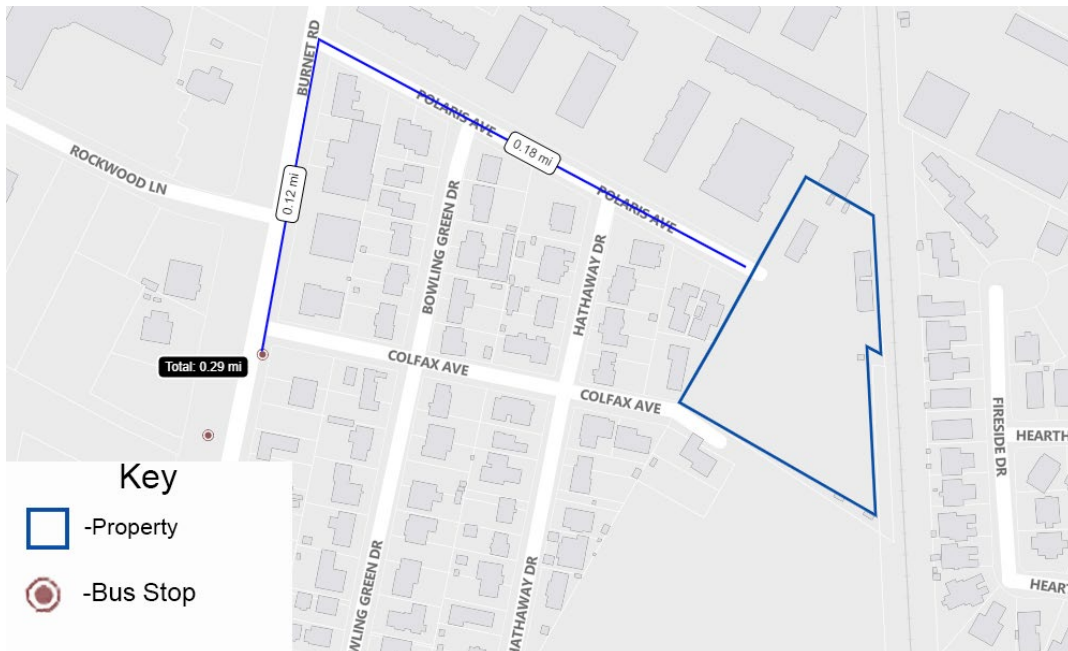 BURNET RD
POLARIS AVE
ROCKWOOD LN
0.12 mi
0.18 mi
POLARIS AVE
BOWLING GREEN DR
HATHAWAY DR
Total: 0.29 mi
COLFAX AVE
COLFAX AVE
FIRESIDE DR
HEARTH
Key
-Property
-Bus Stop
WLING GREEN DR
HATHAWAY DR
HEART